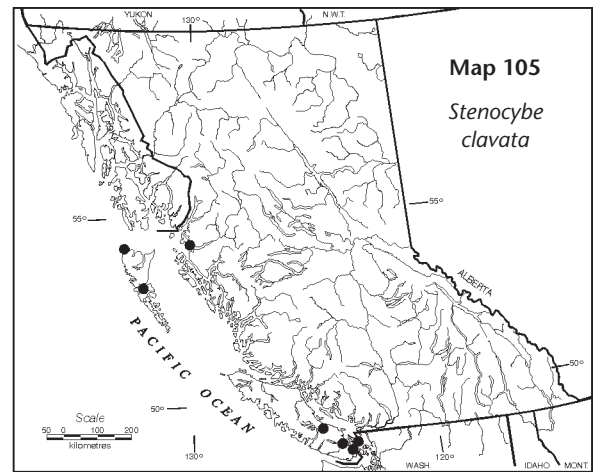 YUKON
130°
N.W.T.
Map 105
Stenocybe
clavata
55°
55°
ALBERTA
PACIFIC OCEAN
50°
50°
Scale
50 0 100 200
kilometres
130°
120°
WASH.
IDAHO
MONT.